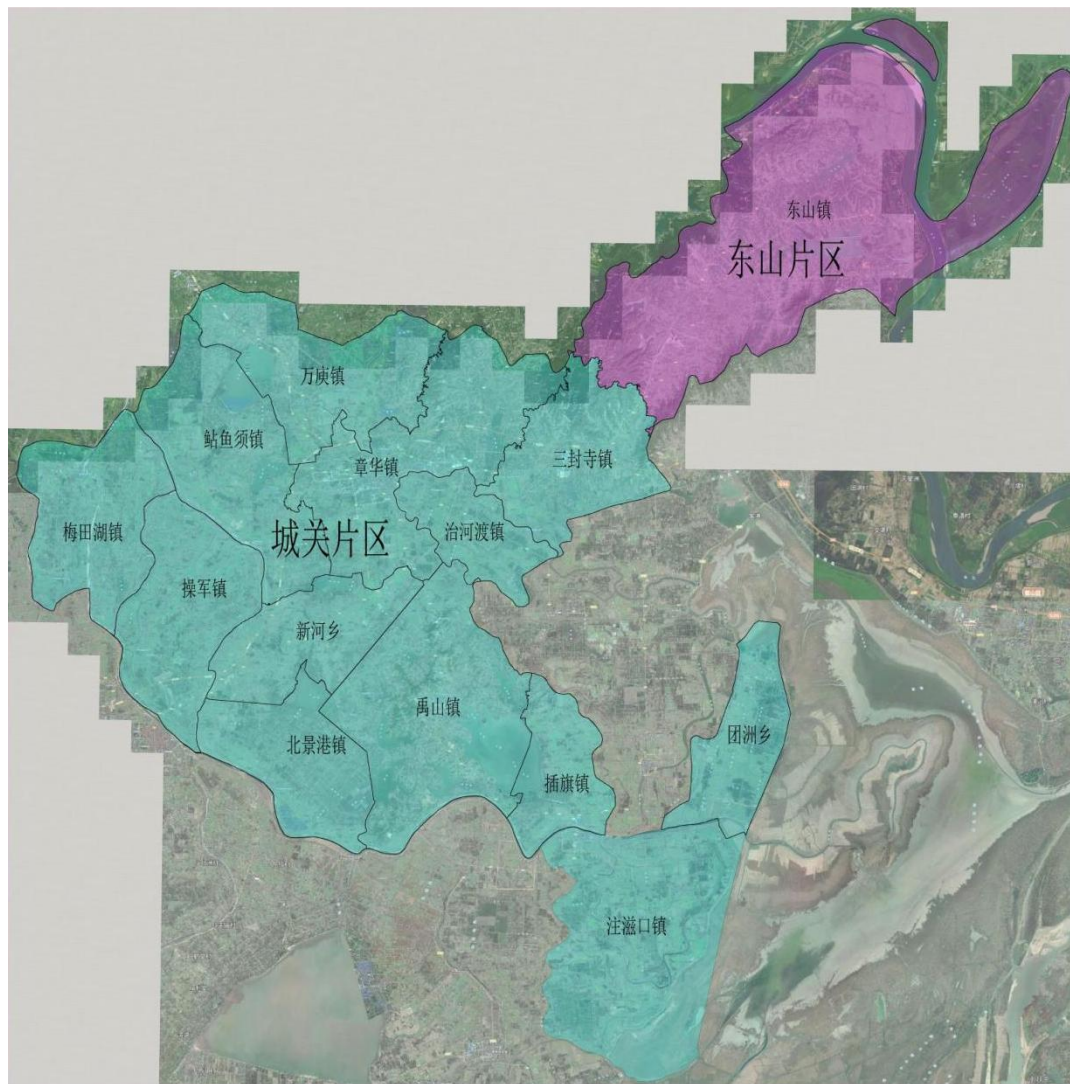 东山镇
东山片区
万庾镇
鲇鱼须镇
章华镇
三封寺镇
梅田湖镇
城关片区
治河渡镇
操军镇
新河乡
禹山镇
团洲乡
北景港镇
插旗镇
注滋口镇